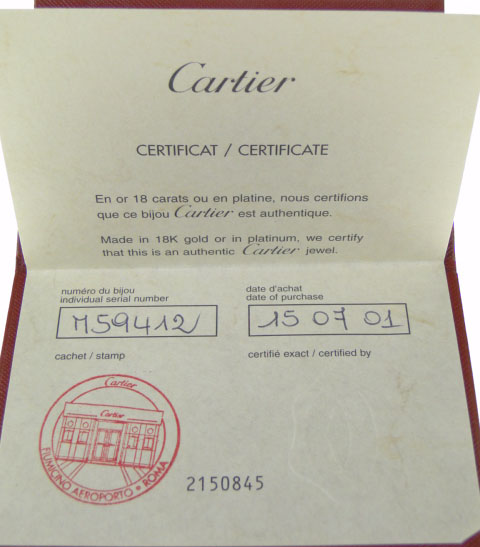 Cartier
CERTIFICAT / CERTIFICATE
En or 18 carats ou en platine, nous certifions
que ce bijou Cartier est authentique.
Made in 18K gold or in platinum, we certify
that this is an authentic Cartier jewel.
numéro du bijou
individual serial number
M59412
date d'achat
date of purchase
15 07 01
cachet / stamp
certifié exact / certified by
Cartier
Cartier
FIUMICINO AEROPORTO • ROMA
2150845